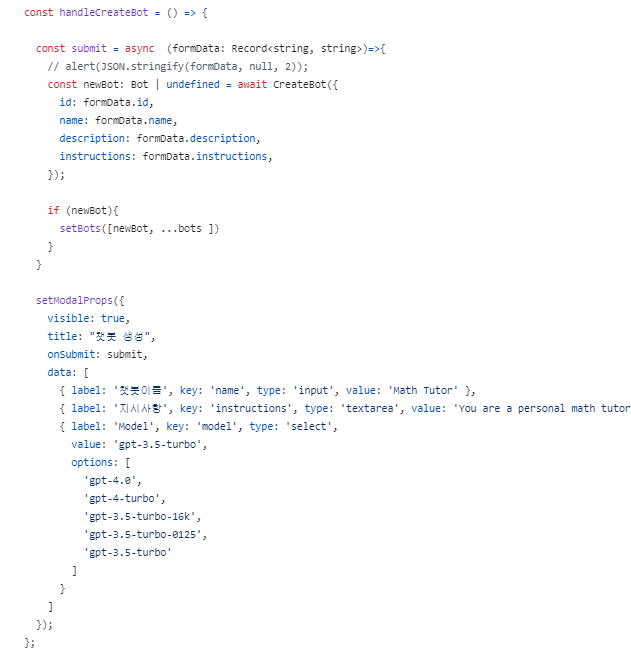 const handleCreateBot = () => {
const submit = async (formData: Record<string, string>)=>{
// alert(JSON.stringify(formData, null, 2));
const newBot: Bot | undefined = await CreateBot({
id: formData.id,
name: formData.name,
description: formData.description,
instructions: formData.instructions,
});
if (newBot){
setBots([newBot, ...bots ])
}
}
setModalProps({
visible: true,
title: "챗봇 생성",
onSubmit: submit,
data: [
{ label: '챗봇이름', key: 'name', type: 'input', value: 'Math Tutor' },
{ label: '지시사항', key: 'instructions', type: 'textarea', value: 'You are a personal math tutor
{ label: 'Model', key: 'model', type: 'select',
value: 'gpt-3.5-turbo',
options: [
'gpt-4.0',
'gpt-4-turbo',
'gpt-3.5-turbo-16k',
'gpt-3.5-turbo-0125',
'gpt-3.5-turbo'
]
}
]
});
};